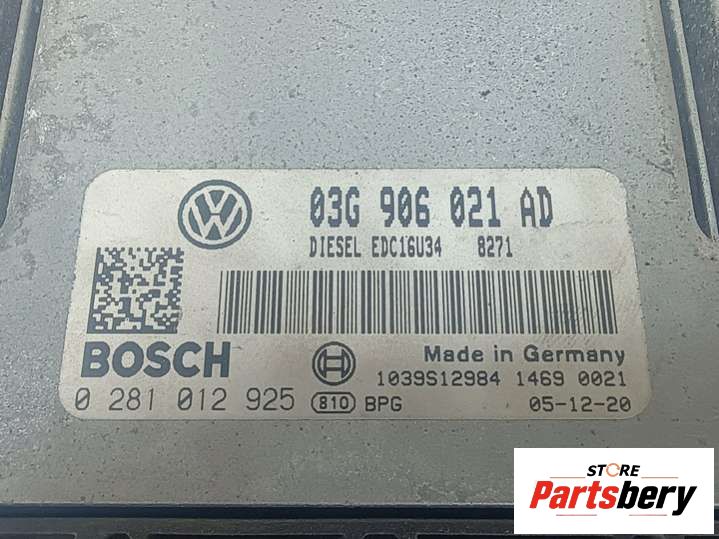 03G 906 021 AD
DIESEL EDC16U34 8271
BOSCH
Made in Germany
1039S12984 1469 0021
0 281 012 925 810 BPG 05-12-20
STORE
Partsbery